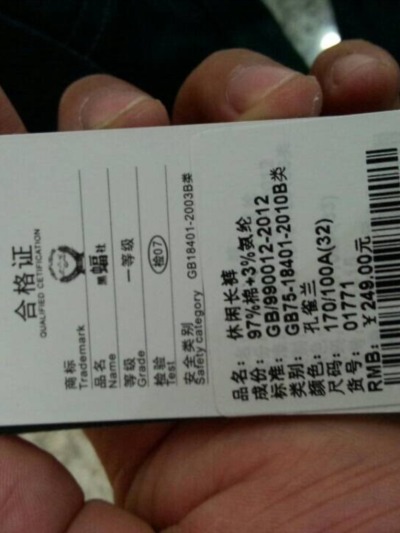 合格证
QUALIFIED CETIFICATION
商标
Trademark
品名 黑蝙社
Name
等级 一等级
Grade
检验 检07
Test
安全类别 GB18401-2003B类
Safety category
品名: 休闲长裤
成份: 97%棉+3%氨纶
标准: GB/990012-2012
类别: GB75-18401-2010B类
颜色: 孔雀兰
尺码: 170/100A(32)
货号: 01771
RMB: ¥249.00元